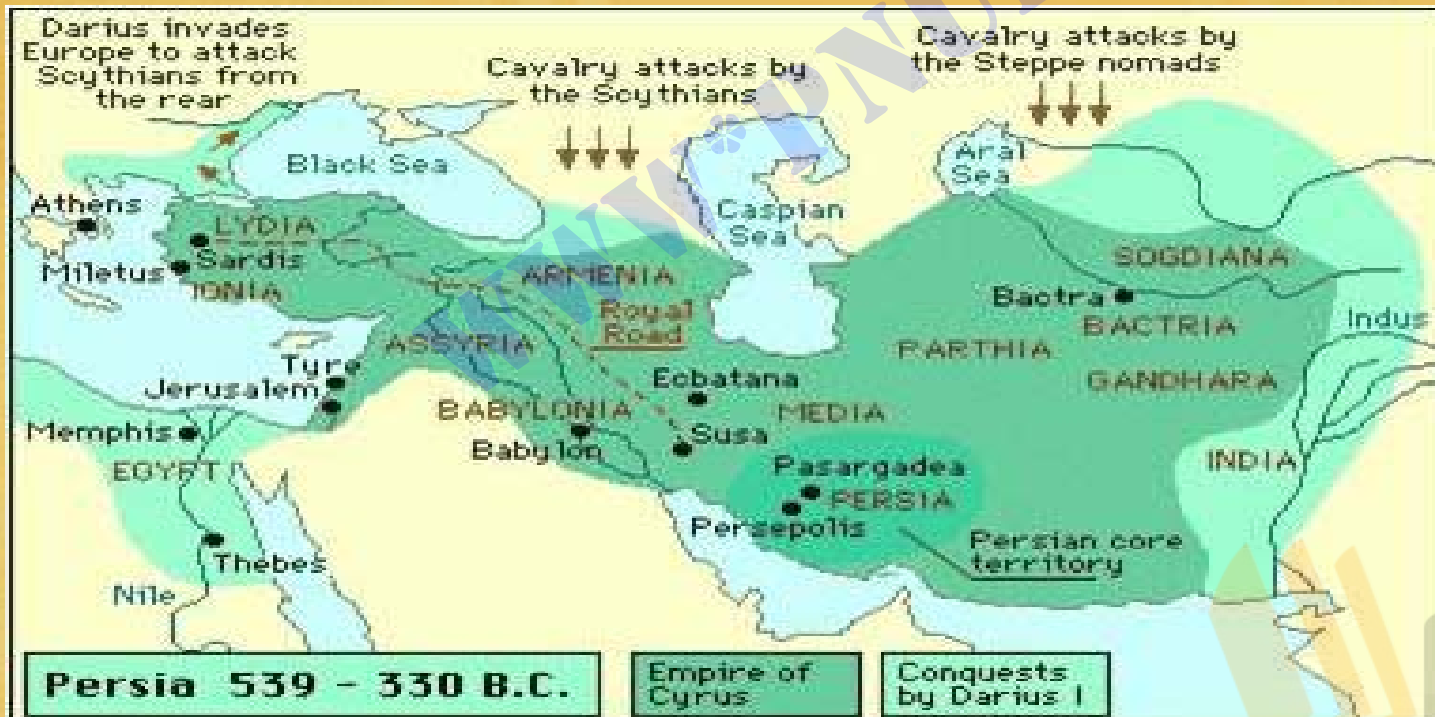 Darius invades
Europe to attack
Scythians from
the rear
Cavalry attacks by
the Scythians
Cavalry attacks by
the Steppe nomads
Black Sea
Aral
Sea
Caspian
Sea
Athens
LYDIA
Sardis
Miletus
IONIA
ARMENIA
Royal
Road
SOGDIANA
Bactra
BACTRIA
Indus
ASSYRIA
PARTHIA
GANDHARA
Tyre
Jerusalem
Ecbatana
MEDIA
BABYLONIA
Babylon
Susa
Memphis
EGYPT
INDIA
Pasargadea
PERSIA
Persepolis
Persian core
territory
Thebes
Nile
Persia 539 - 330 B.C.
Empire of
Cyrus
Conquests
by Darius I